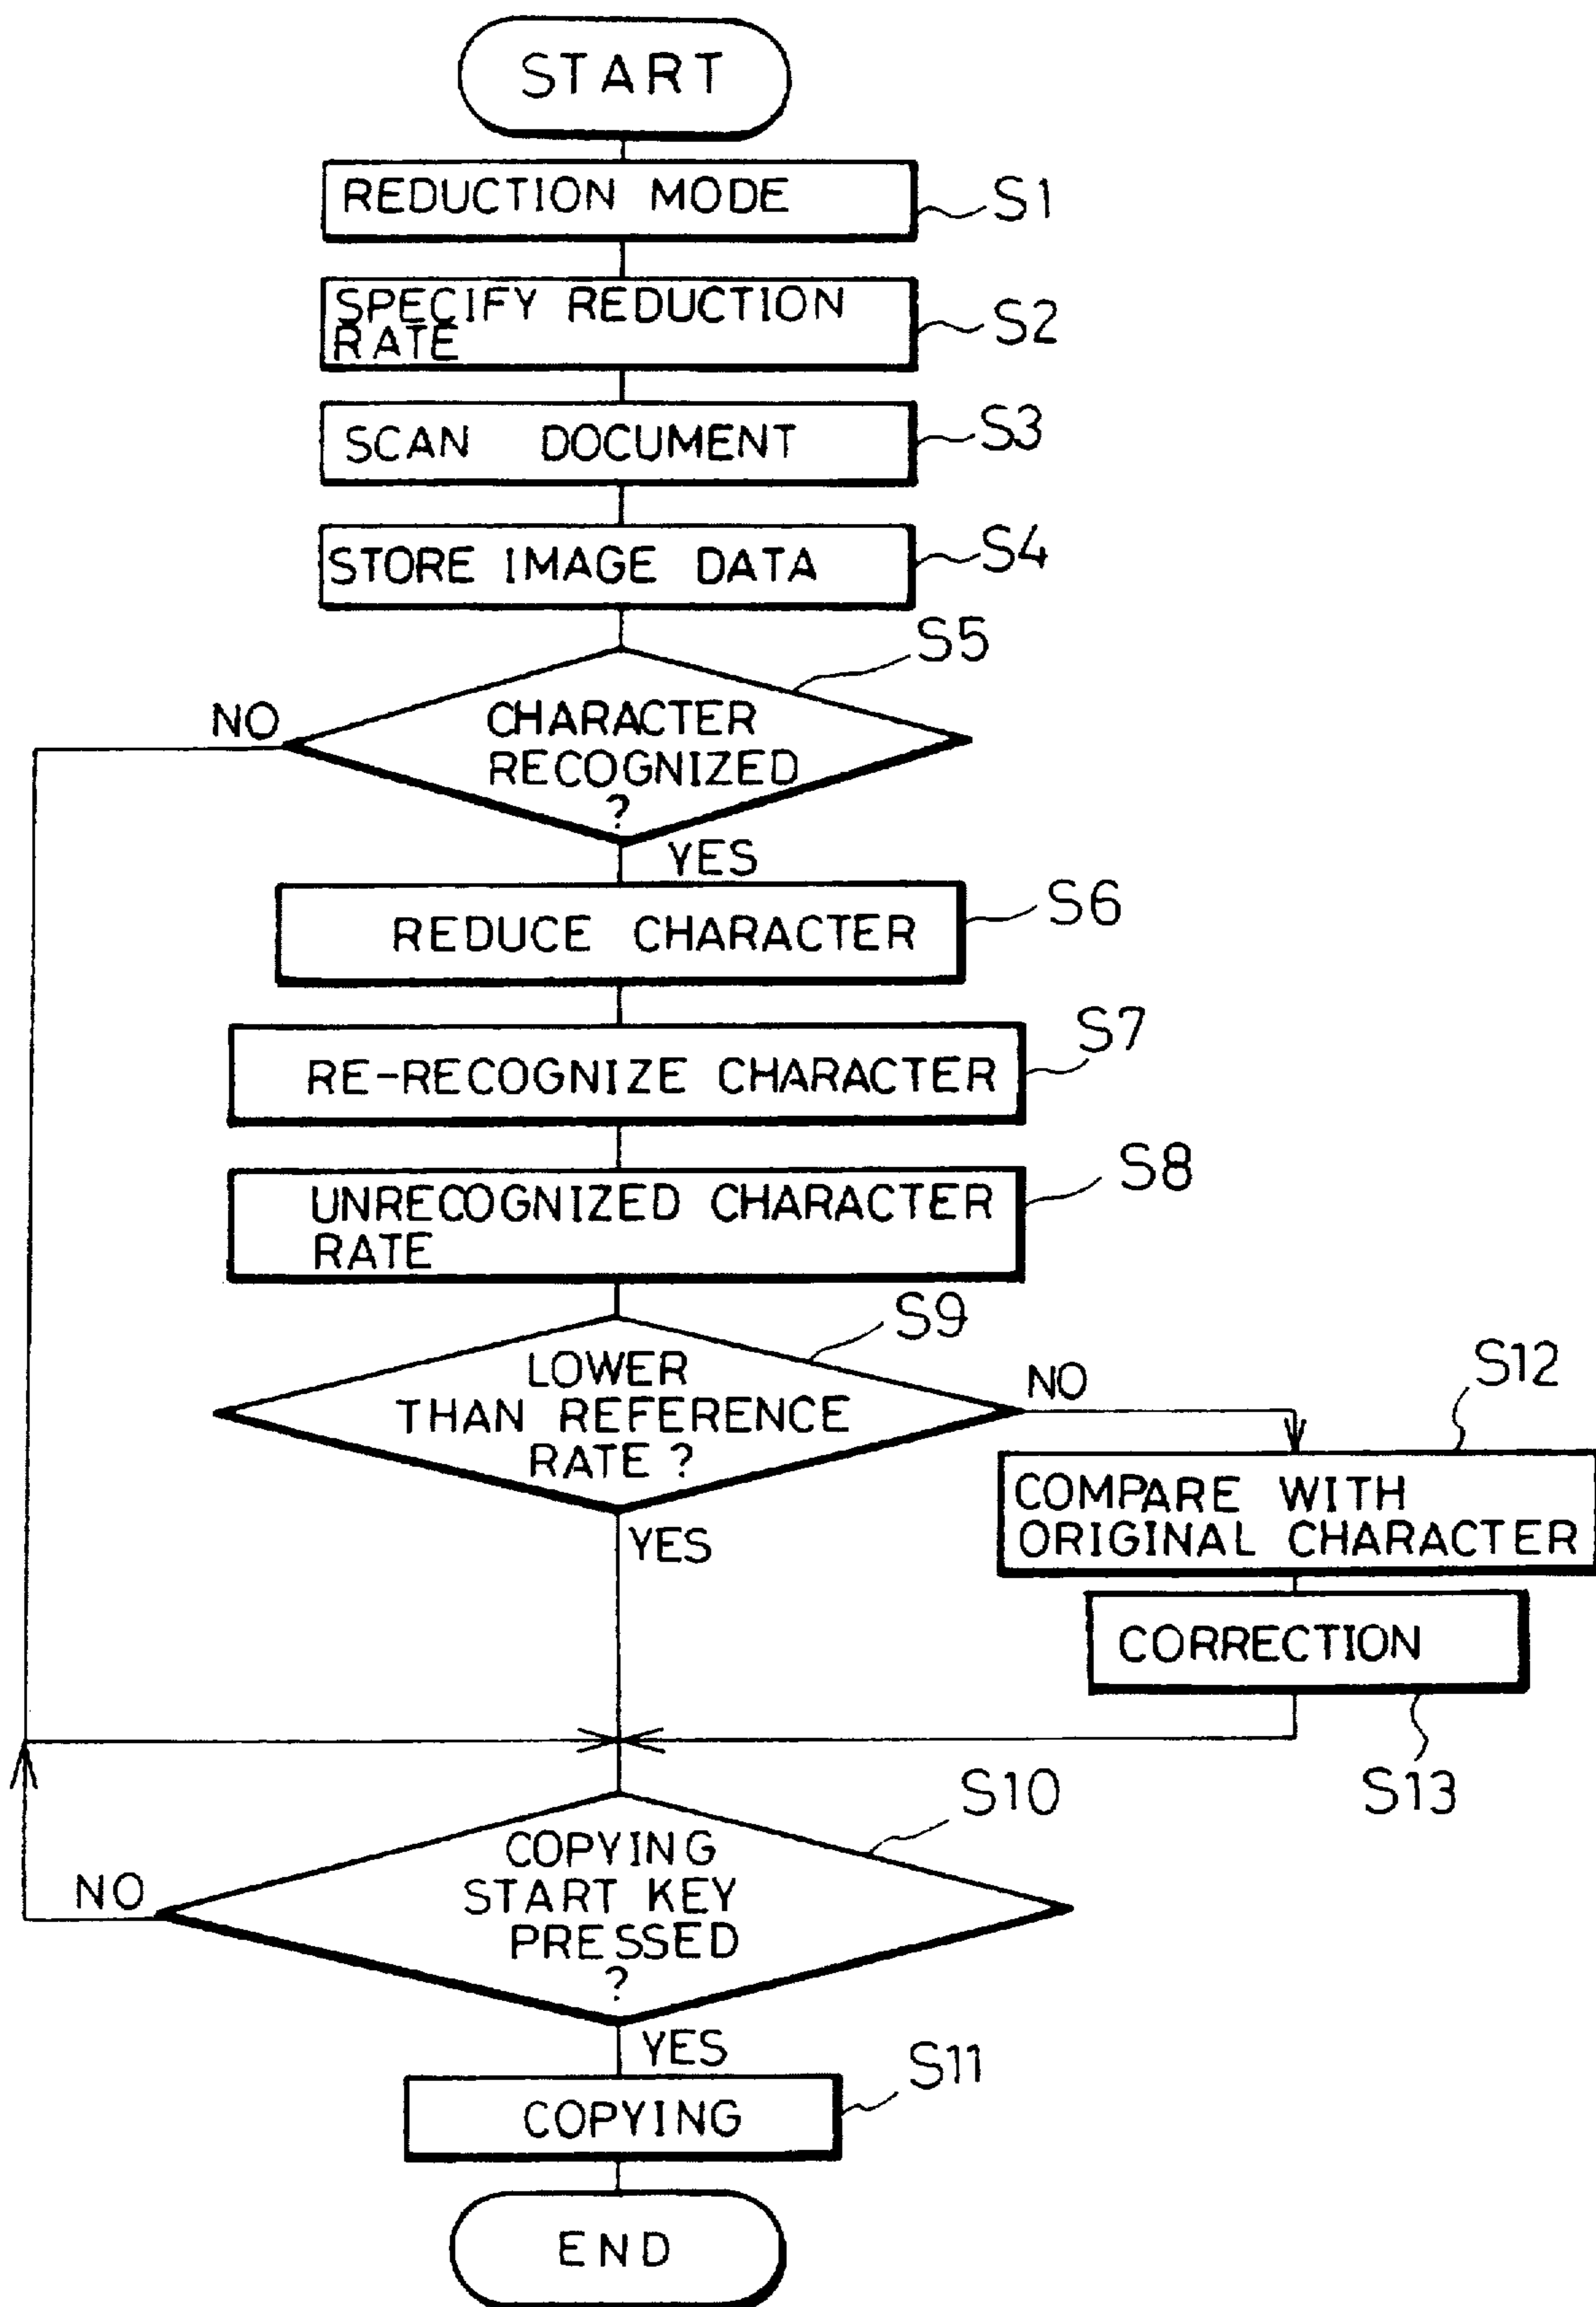 START
REDUCTION MODE
S1
SPECIFY REDUCTION
RATE
S2
SCAN DOCUMENT
S3
STORE IMAGE DATA
S4
S5
NO
CHARACTER
RECOGNIZED
?
YES
REDUCE CHARACTER
S6
RE-RECOGNIZE CHARACTER
S7
UNRECOGNIZED CHARACTER
RATE
S8
S9
LOWER
THAN REFERENCE
RATE ?
NO
S12
COMPARE WITH
ORIGINAL CHARACTER
YES
CORRECTION
S13
S10
COPYING
START KEY
PRESSED
?
NO
YES
S11
COPYING
END